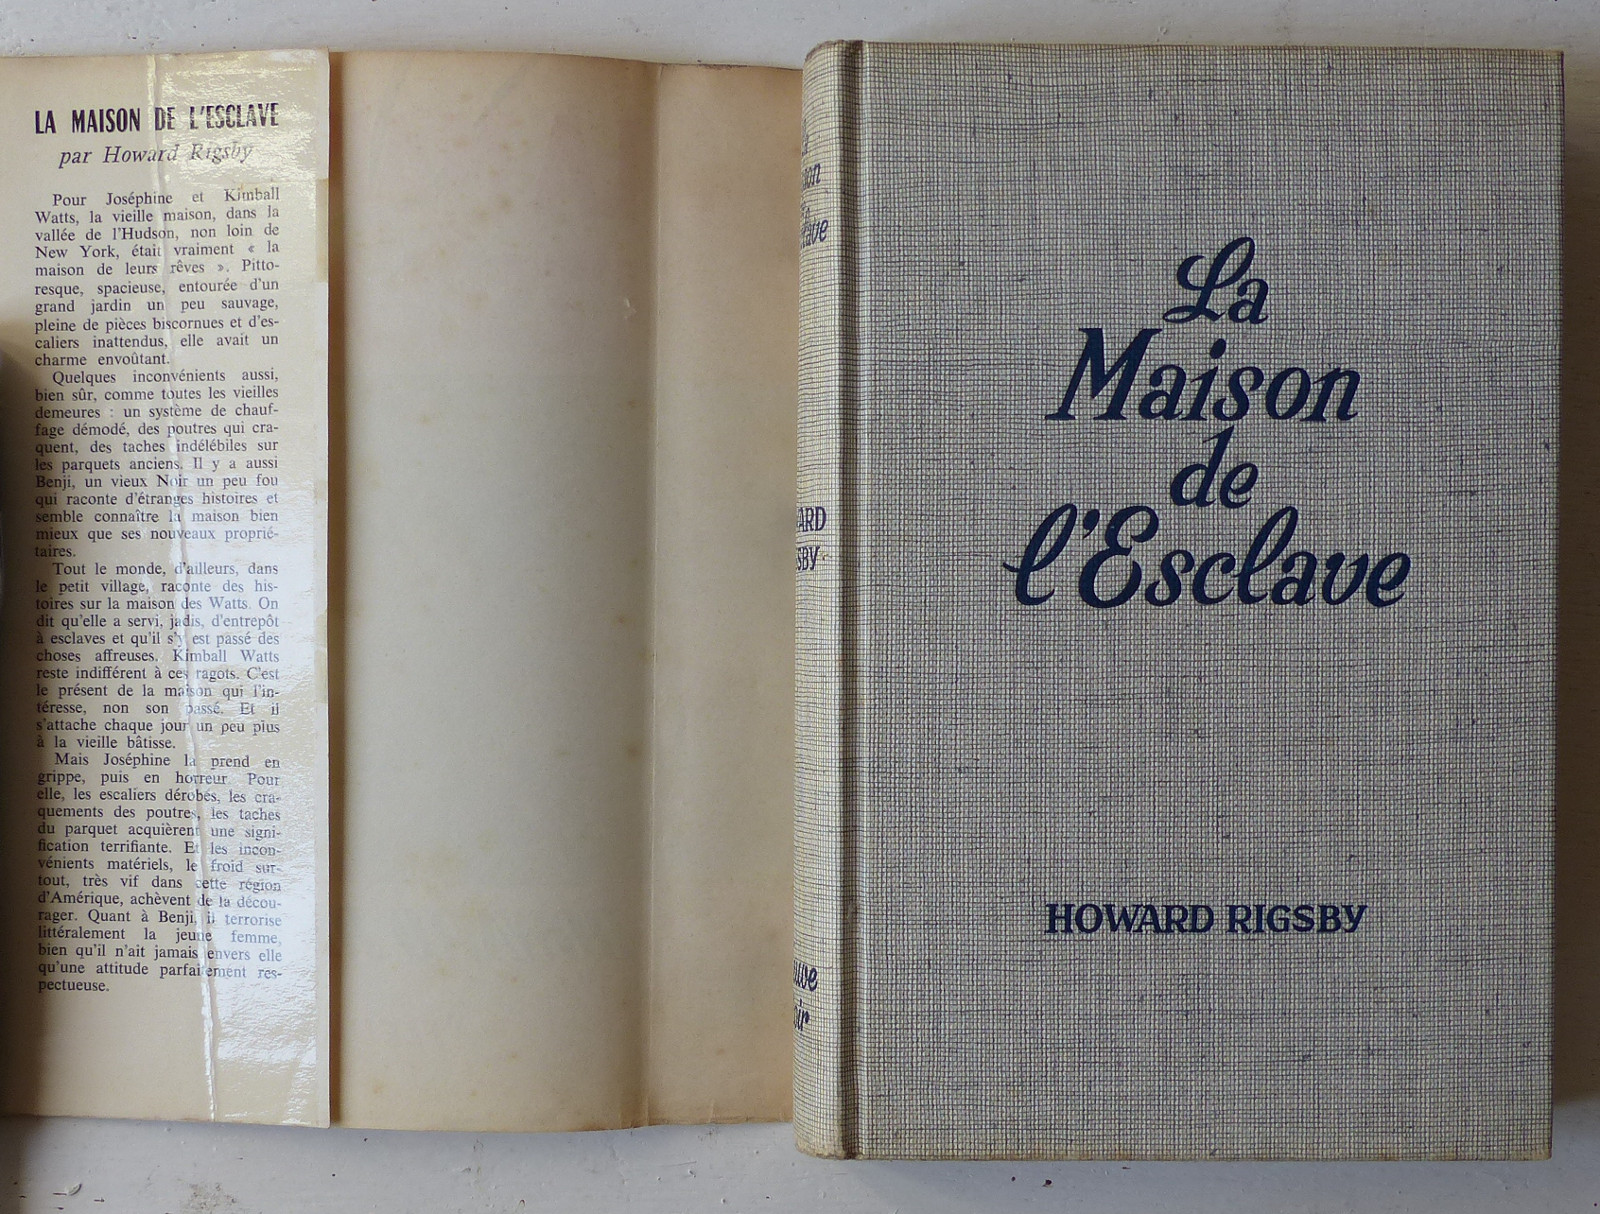 LA MAISON DE L'ESCLAVE
par Howard Rigsby
Pour Joséphine et Kimball
Watts, la vieille maison, dans la
vallée de l'Hudson, non loin de
New York, était vraiment « la
maison de leurs rêves ». Pitto-
resque, spacieuse, entourée d'un
grand jardin un peu sauvage,
pleine de pièces biscornues et d'es-
caliers inattendus, elle avait un
charme envoûtant.
Quelques inconvénients aussi,
bien sûr, comme toutes les vieilles
demeures : un système de chauf-
fage démodé, des poutres qui cra-
quent, des taches indélébiles sur
les parquets anciens. Il y a aussi
Benji, un vieux Noir un peu fou
qui raconte d'étranges histoires et
semble connaître la maison bien
mieux que ses nouveaux proprié-
taires.
Tout le monde, d'ailleurs, dans
le petit village, raconte des his-
toires sur la maison des Watts. On
dit qu'elle a servi, jadis, d'entrepôt
à esclaves et qu'il s'y est passé des
choses affreuses. Kimball Watts
reste indifférent à ces ragots. C'est
le présent de la maison qui l'in-
téresse, non son passé. Et il
s'attache chaque jour un peu plus
à la vieille bâtisse.
Mais Joséphine la prend en
grippe, puis en horreur. Pour
elle, les escaliers dérobés, les cra-
quements des poutres, les taches
du parquet acquièrent une signi-
fication terrifiante. Et les incon-
vénients matériels, le froid sur-
tout, très vif dans cette région
d'Amérique, achèvent de la décou-
rager. Quant à Benji, il terrorise
littéralement la jeune femme,
bien qu'il n'ait jamais envers elle
qu'une attitude parfaitement res-
pectueuse.
La
Maison
de
l'Esclave
HOWARD RIGSBY